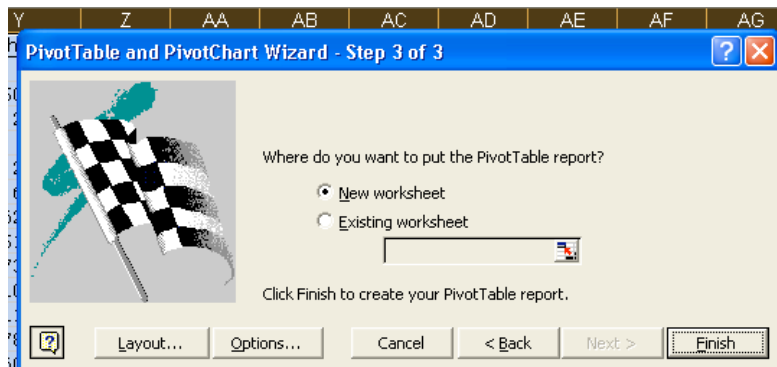 Y Z AA AB AC AD AE AF AG
PivotTable and PivotChart Wizard - Step 3 of 3
Where do you want to put the PivotTable report?
New worksheet
Existing worksheet
Click Finish to create your PivotTable report.
Layout... Options... Cancel < Back Next > Finish